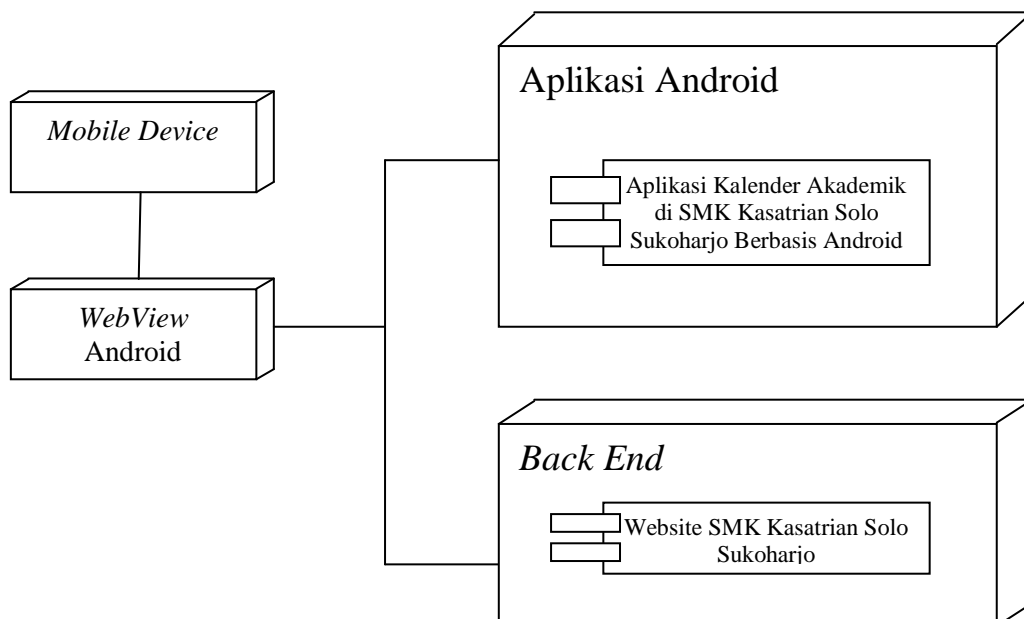 Mobile Device
WebView
Android
Aplikasi Android
Aplikasi Kalender Akademik
di SMK Kasatrian Solo
Sukoharjo Berbasis Android
Back End
Website SMK Kasatrian Solo
Sukoharjo